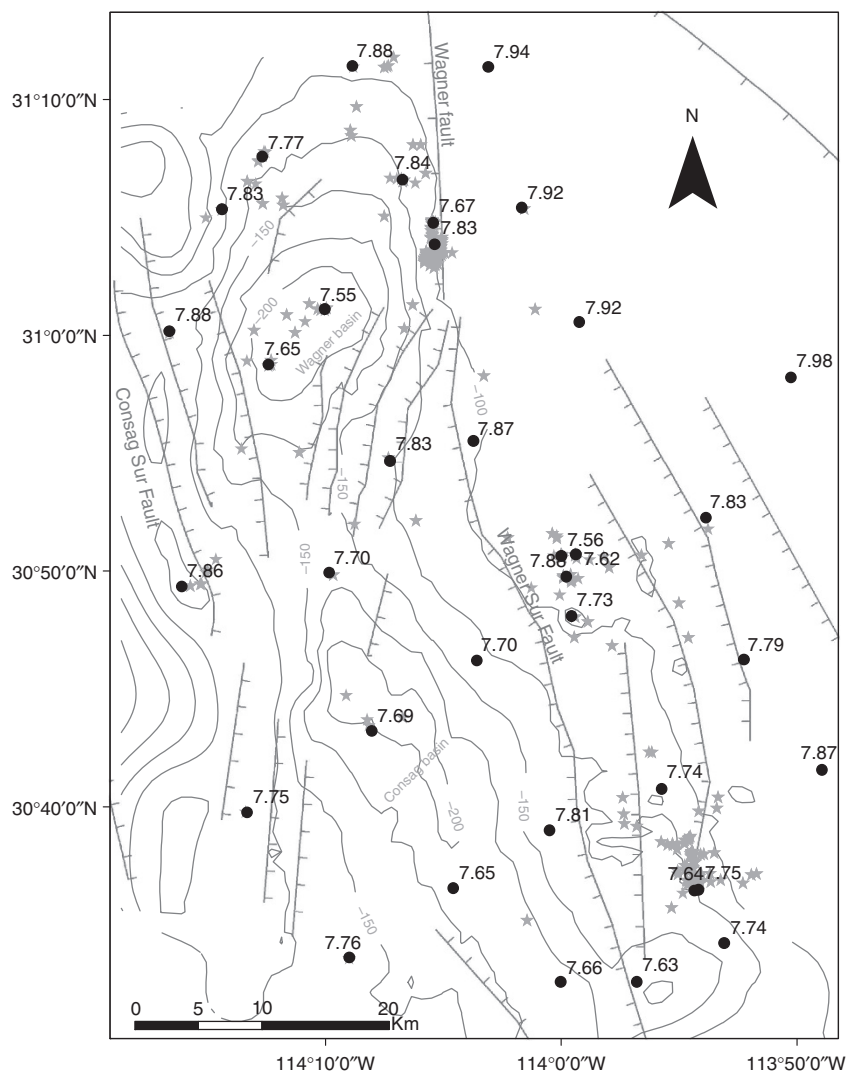 7.88
7.94
Wagner fault
31°10′0″N
N
7.77
7.84
7.83
7.92
7.67
7.83
−150
7.55
−200
7.88
7.92
31°0′0″N
Wagner basin
7.65
7.98
−100
Consag Sur Fault
7.87
7.83
−150
7.83
Wagner Sur Fault
7.56
−150
7.88
7.62
7.70
30°50′0″N
7.86
7.73
7.70
7.79
7.69
Consag basin
7.87
7.74
7.75
30°40′0″N
−150
−200
7.81
7.65
7.64
7.75
−150
7.76
7.74
7.66
7.63
0 5 10 20
Km
114°10′0″W
114°0′0″W
113°50′0″W